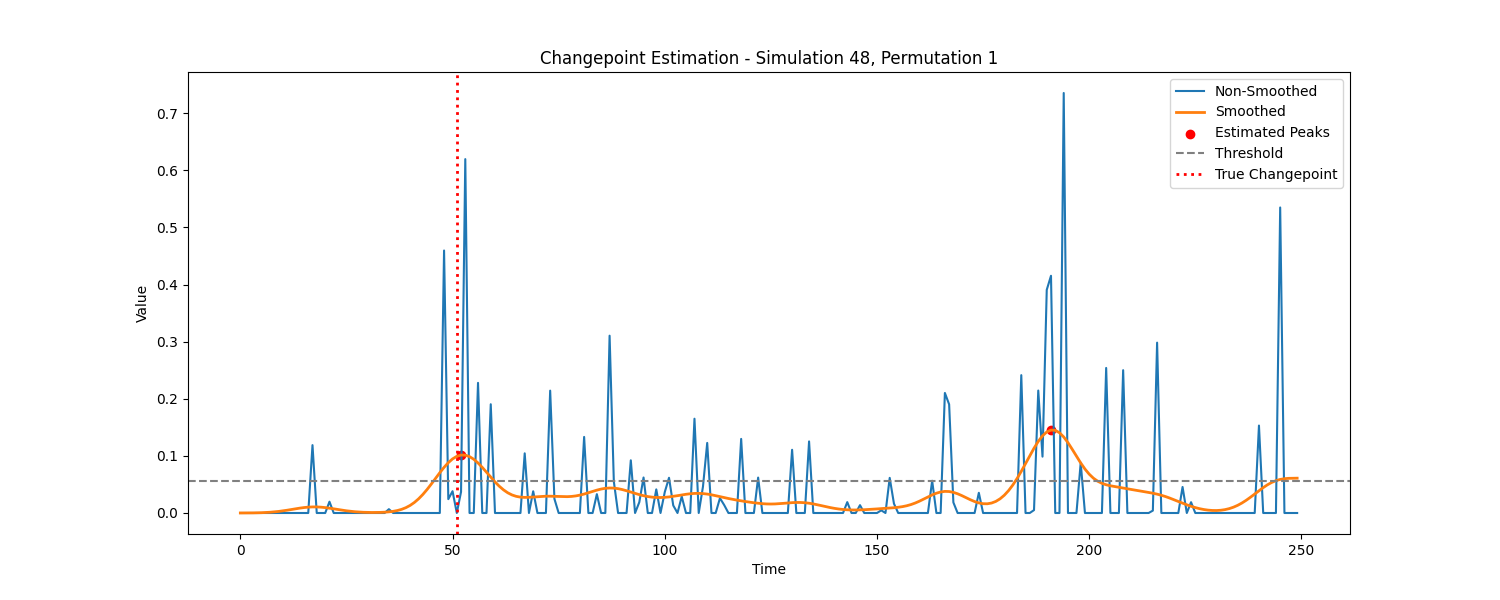 Changepoint Estimation - Simulation 48, Permutation 1
Non-Smoothed
Smoothed
Estimated Peaks
Threshold
True Changepoint
Value
0.7
0.6
0.5
0.4
0.3
0.2
0.1
0.0
0 50 100 150 200 250
Time